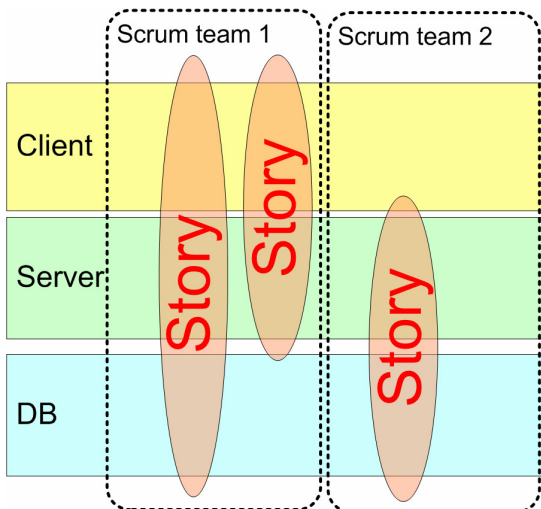 Scrum team 1
Scrum team 2
Client
Story
Story
Server
Story
DB